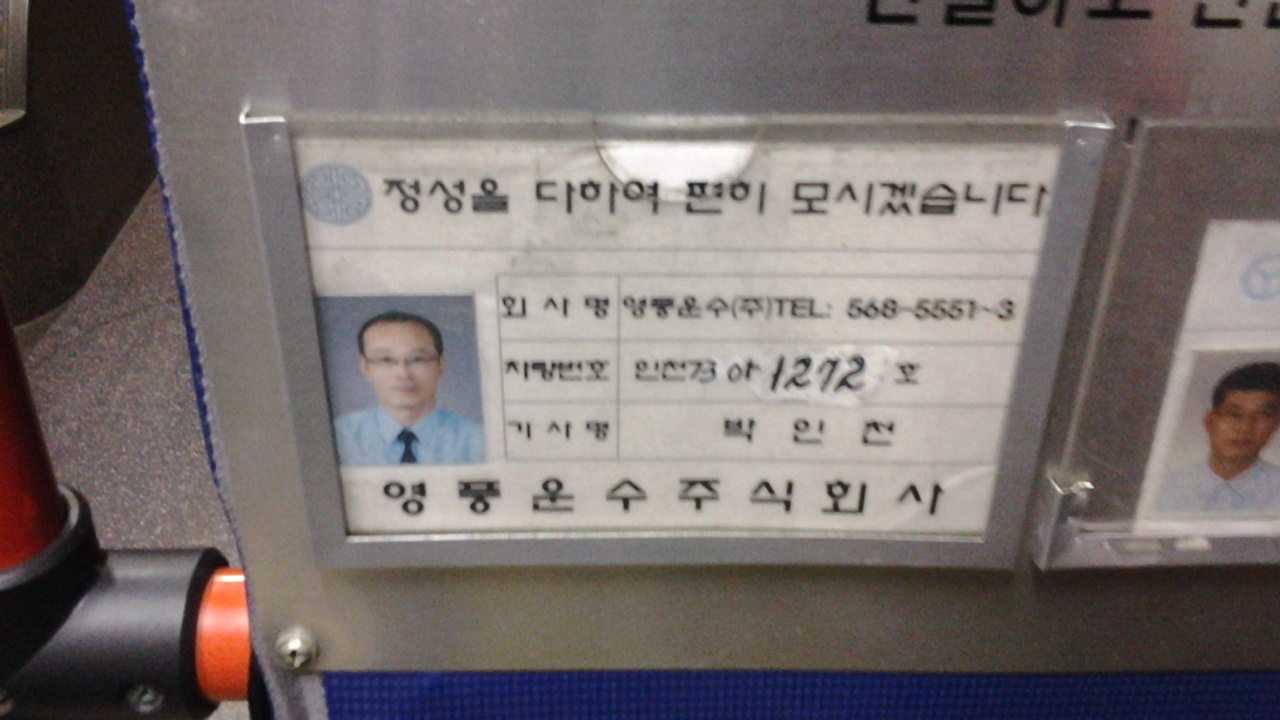 정성을 다하여 편히 모시겠습니다
회 사 명 영풍운수(주)TEL: 568-5551~3
차량번호 인천73 아 1272 호
기 사 명 박 인 천
영 풍 운 수 주 식 회 사